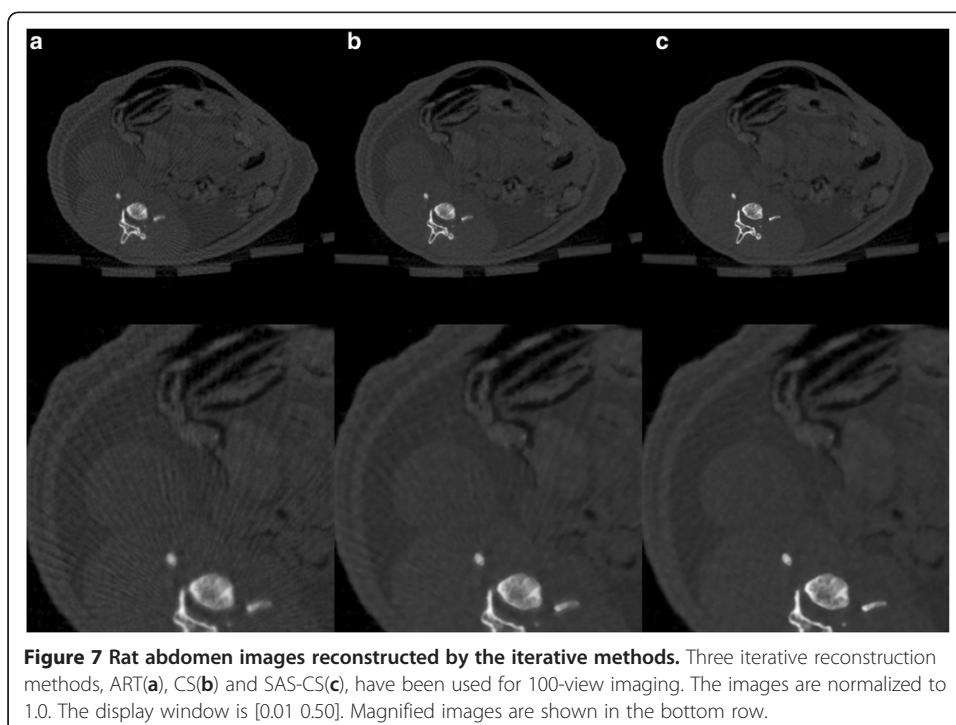 a
b
c
Figure 7 Rat abdomen images reconstructed by the iterative methods. Three iterative reconstruction
methods, ART(a), CS(b) and SAS-CS(c), have been used for 100-view imaging. The images are normalized to
1.0. The display window is [0.01 0.50]. Magnified images are shown in the bottom row.